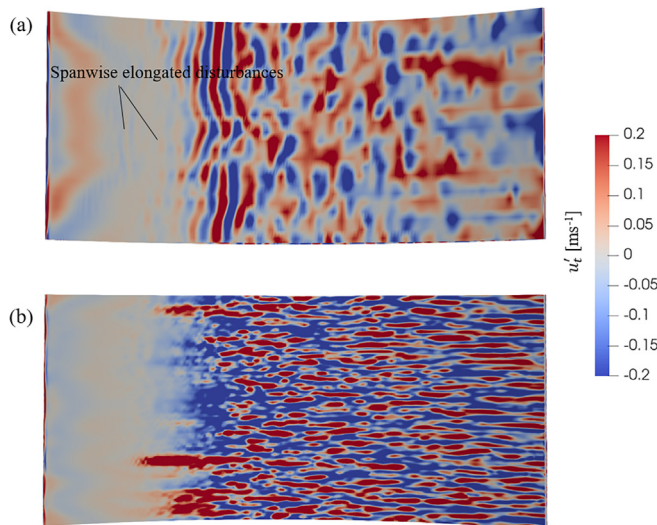 (a)
Spanwise elongated disturbances
0.2
0.15
0.1
0.05
0
-0.05
-0.1
-0.15
-0.2
u′ₜ [ms⁻¹]
(b)